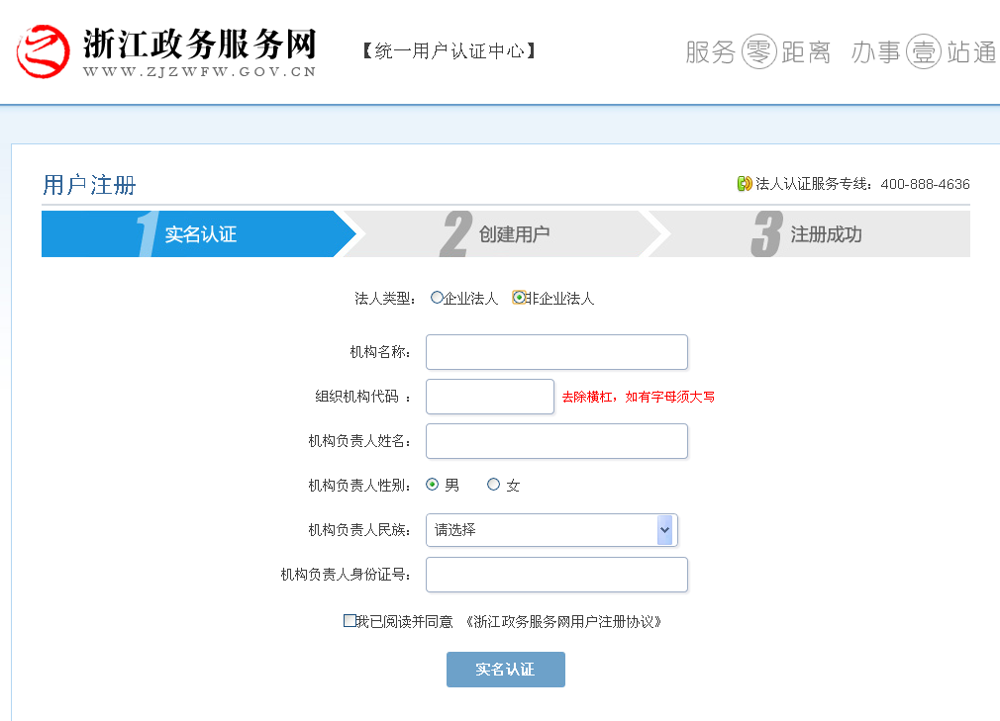 浙江政务服务网
WWW.ZJZWFW.GOV.CN
【统一用户认证中心】
服务零距离 办事壹站通
用户注册
法人认证服务专线：400-888-4636
1 实名认证
2 创建用户
3 注册成功
法人类型： 企业法人 非企业法人
机构名称：
组织机构代码 ： 去除横杠，如有字母须大写
机构负责人姓名：
机构负责人性别： 男 女
机构负责人民族： 请选择
机构负责人身份证号：
我已阅读并同意 《浙江政务服务网用户注册协议》
实名认证